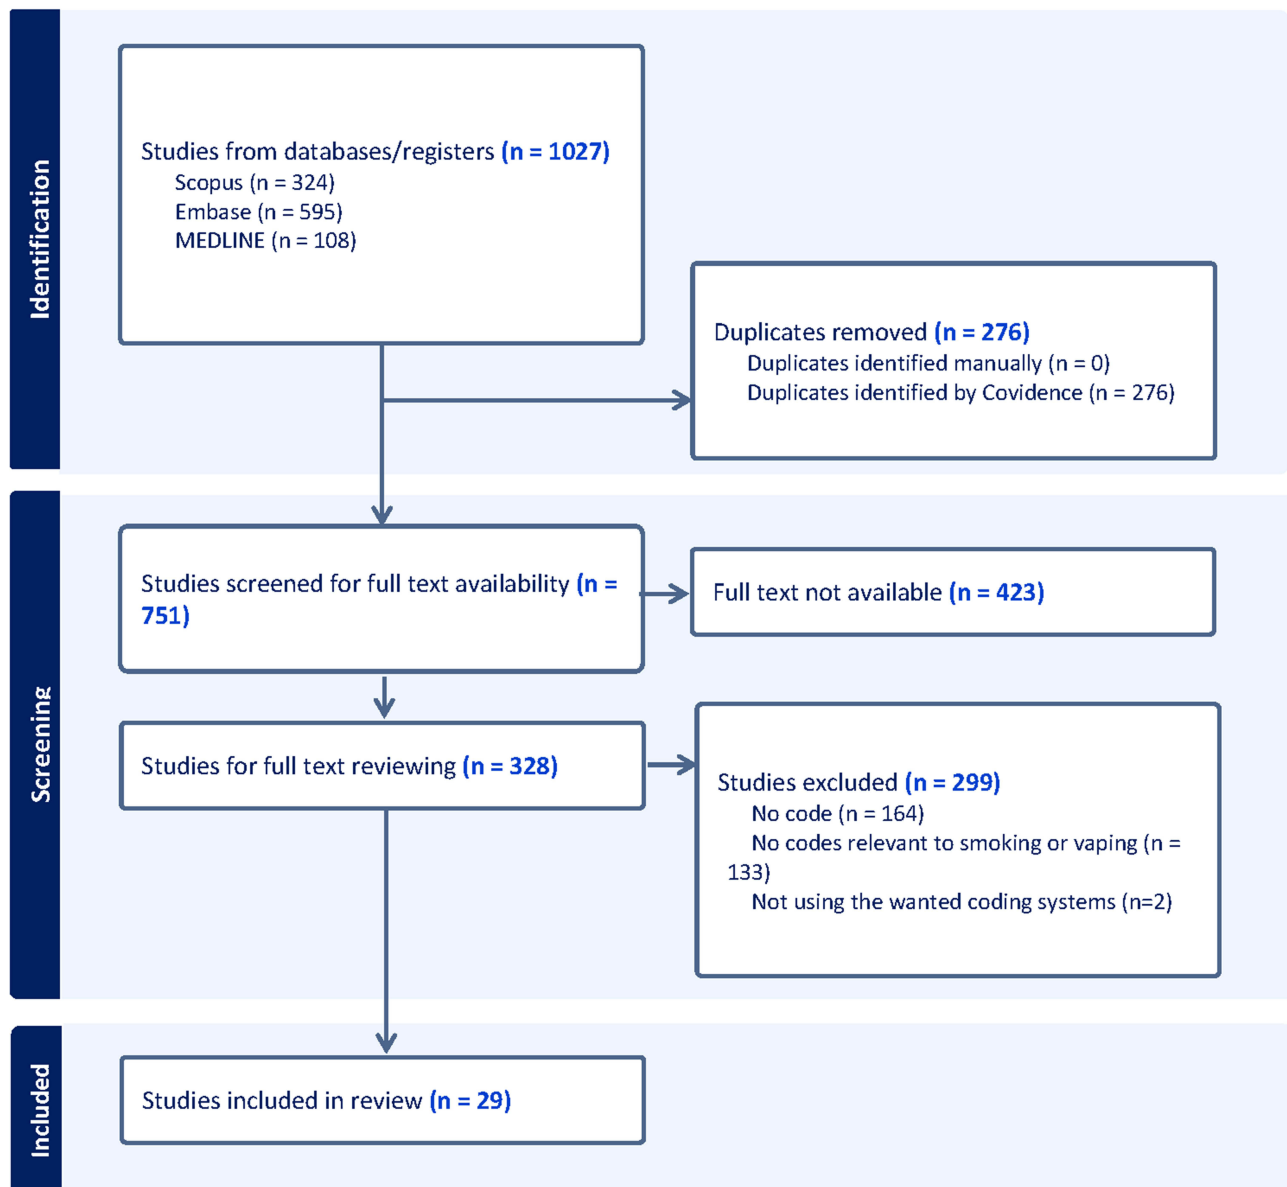 Identification
Studies from databases/registers (n = 1027)
Scopus (n = 324)
Embase (n = 595)
MEDLINE (n = 108)
Duplicates removed (n = 276)
Duplicates identified manually (n = 0)
Duplicates identified by Covidence (n = 276)
Screening
Studies screened for full text availability (n =
751)
Full text not available (n = 423)
Studies for full text reviewing (n = 328)
Studies excluded (n = 299)
No code (n = 164)
No codes relevant to smoking or vaping (n =
133)
Not using the wanted coding systems (n=2)
Included
Studies included in review (n = 29)